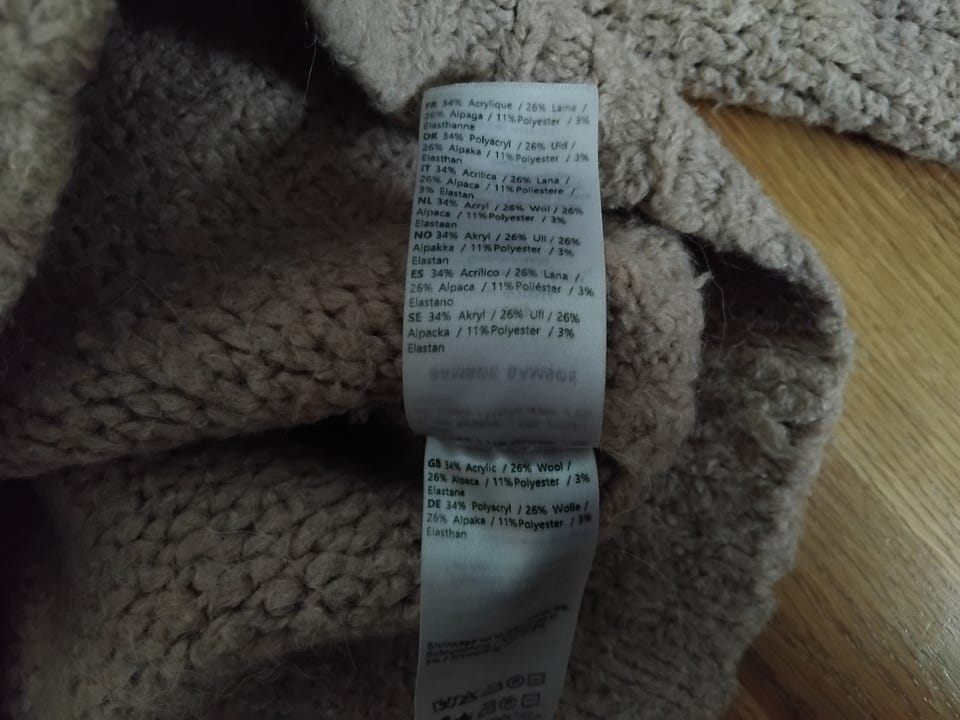 FR 34% Acrylique / 26% Laine /
26% Alpaga / 11%Polyester / 3%
Élasthanne
DK 34% Polyacryl / 26% Uld /
26% Alpaka / 11%Polyester / 3%
Elasthan
IT 34% Acrilica / 26% Lana /
26% Alpaca / 11%Poliestere /
3% Elastan
NL 34% Acryl / 26% Wol / 26%
Alpaca / 11%Polyester / 3%
Elastaan
NO 34% Akryl / 26% Ull / 26%
Alpakka / 11%Polyester / 3%
Elastan
ES 34% Acrílico / 26% Lana /
26% Alpaca / 11% Poliéster / 3%
Elastano
SE 34% Akryl / 26% Ull / 26%
Alpacka / 11%Polyester / 3%
Elastan
GB 34% Acrylic / 26% Wool /
26% Alpaca / 11%Polyester / 3%
Elastane
DE 34% Polyacryl / 26% Wolle /
26% Alpaka / 11%Polyester / 3%
Elasthan
Shrinkage